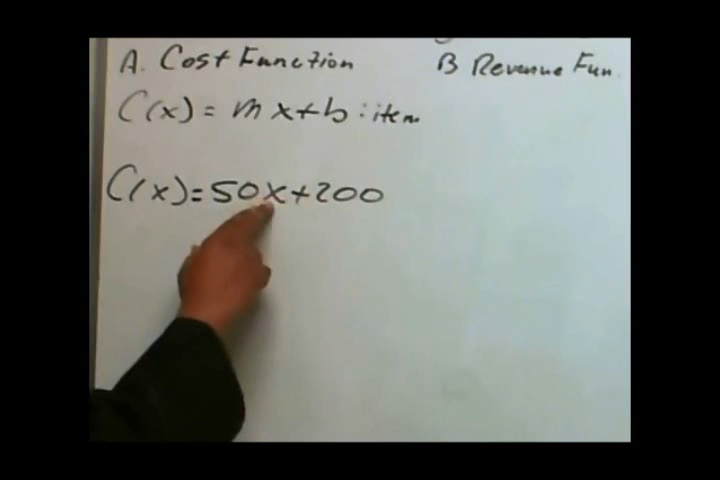 A. Cost Function
B Revenue Fun.
C(x) = mx+b : item
C(x)=50x+200